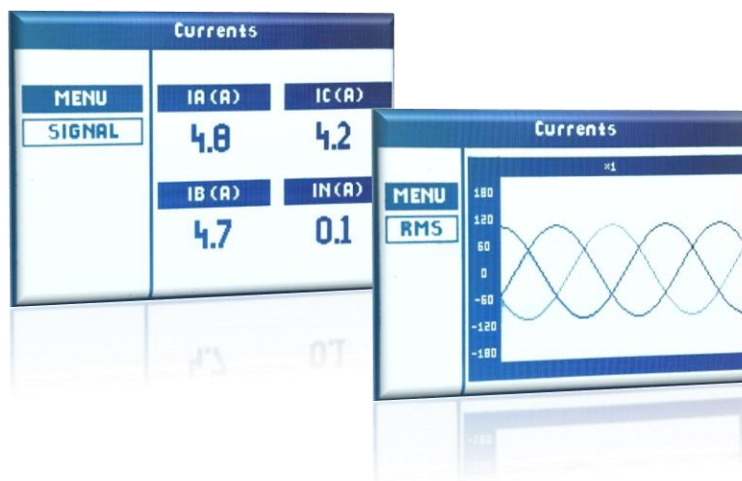 Currents
MENU
SIGNAL
IA(A)
IC(A)
4.8
4.2
IB(A)
IN(A)
4.7
0.1
Currents
MENU
RMS
×1
180
120
60
0
-60
-120
-180